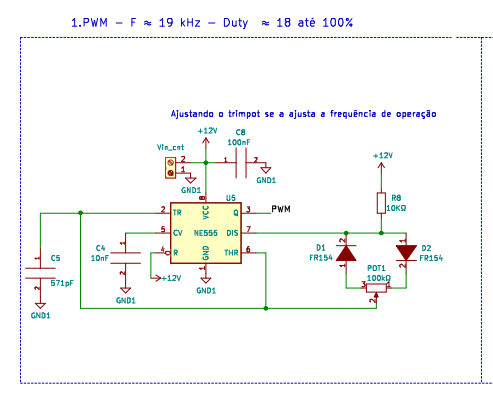 1.PWM – F ≈ 19 kHz – Duty ≈ 18 até 100%
Ajustando o trimpot se a ajusta a frequência de operação
+12V
C8
100nF
Vin_cnt
2
1
1
2
GND1
GND1
+12V
8
U5
VCC
2
TR
Q
3
PWM
R8
10KΩ
5
CV
NE555
DIS
7
4
R
GND
THR
6
1
GND1
+12V
C4
10nF
1
2
GND1
C5
571pF
1
2
GND1
D1
FR154
2
1
D2
FR154
1
2
POT1
100kΩ
3
1
2